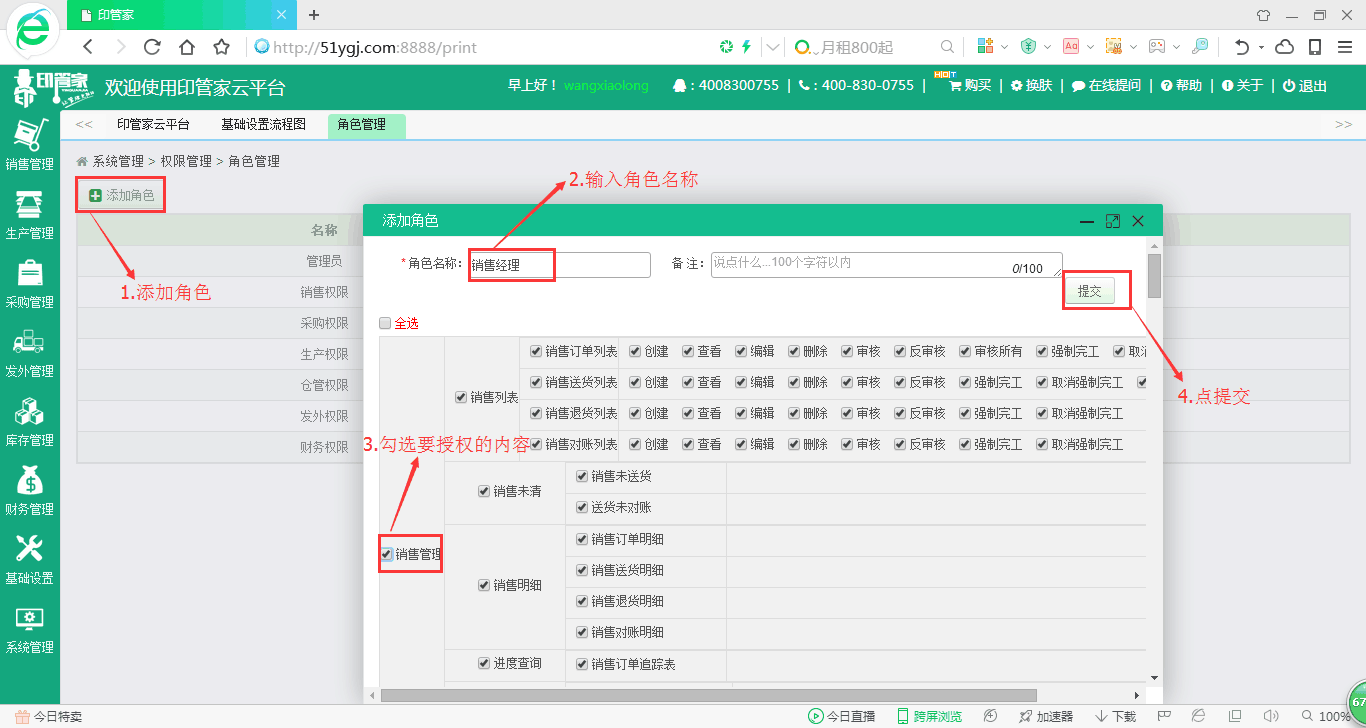 印管家
http://51ygj.com:8888/print
月租800起
印管家
欢迎使用印管家云平台
早上好！ wangxiaolong
: 4008300755 | : 400-830-0755 |
HOT
购买 | 换肤 | 在线提问 | 帮助 | 关于 | 退出
<< 印管家云平台 基础设置流程图 角色管理 >>
系统管理 > 权限管理 > 角色管理
销售管理
生产管理
采购管理
发外管理
库存管理
财务管理
基础设置
系统管理
添加角色
1.添加角色
名称
管理员
销售权限
采购权限
生产权限
仓管权限
发外权限
财务权限
2.输入角色名称
添加角色
*角色名称: 销售经理
备注: 说点什么...100个字符以内
0/100
提交
4.点提交
全选
3.勾选要授权的内容
销售管理
销售列表
销售订单列表 创建 查看 编辑 删除 审核 反审核 审核所有 强制完工 取消
销售送货列表 创建 查看 编辑 删除 审核 反审核 强制完工 取消强制完工
销售退货列表 创建 查看 编辑 删除 审核 反审核 强制完工 取消强制完工
销售对账列表 创建 查看 编辑 删除 审核 反审核 强制完工 取消强制完工
销售未清
销售未送货
送货未对账
销售明细
销售订单明细
销售送货明细
销售退货明细
销售对账明细
进度查询
销售订单追踪表
今日特卖
今日直播 跨屏浏览 加速器 下载 100%
67